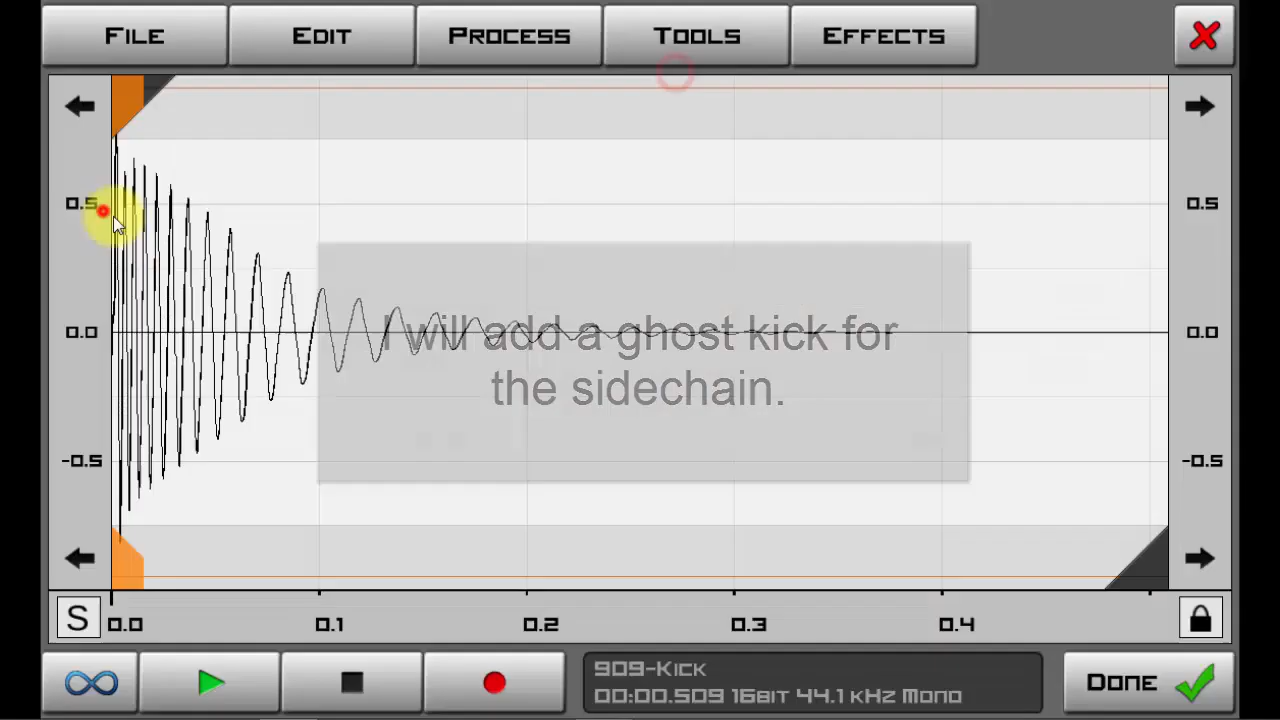 FILE EDIT PROCESS TOOLS EFFECTS
0.5 0.5
I will add a ghost kick for
0.0 0.0
the sidechain.
-0.5 -0.5
S 0.0 0.1 0.2 0.3 0.4
909-KICK
00:00.509 16BIT 44.1 KHZ MONO
DONE